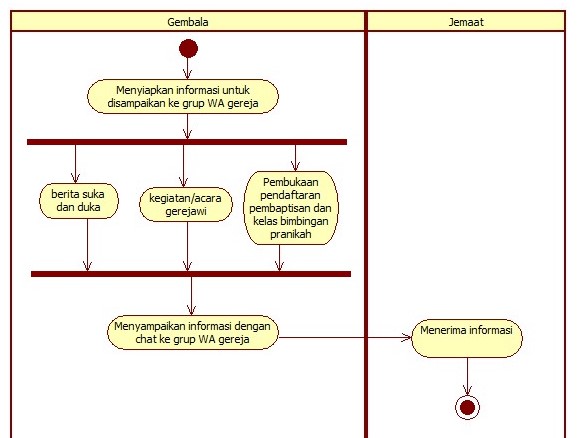 Gembala
Jemaat
Menyiapkan informasi untuk
disampaikan ke grup WA gereja
berita suka
dan duka
kegiatan/acara
gerejawi
Pembukaan
pendaftaran
pembaptisan dan
kelas bimbingan
pranikah
Menyampaikan informasi dengan
chat ke grup WA gereja
Menerima informasi